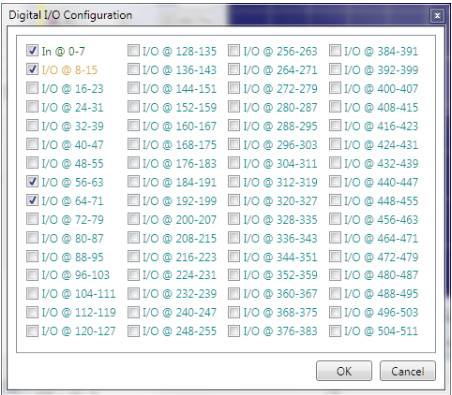 Digital I/O Configuration
In @ 0-7 I/O @ 128-135 I/O @ 256-263 I/O @ 384-391
I/O @ 8-15 I/O @ 136-143 I/O @ 264-271 I/O @ 392-399
I/O @ 16-23 I/O @ 144-151 I/O @ 272-279 I/O @ 400-407
I/O @ 24-31 I/O @ 152-159 I/O @ 280-287 I/O @ 408-415
I/O @ 32-39 I/O @ 160-167 I/O @ 288-295 I/O @ 416-423
I/O @ 40-47 I/O @ 168-175 I/O @ 296-303 I/O @ 424-431
I/O @ 48-55 I/O @ 176-183 I/O @ 304-311 I/O @ 432-439
I/O @ 56-63 I/O @ 184-191 I/O @ 312-319 I/O @ 440-447
I/O @ 64-71 I/O @ 192-199 I/O @ 320-327 I/O @ 448-455
I/O @ 72-79 I/O @ 200-207 I/O @ 328-335 I/O @ 456-463
I/O @ 80-87 I/O @ 208-215 I/O @ 336-343 I/O @ 464-471
I/O @ 88-95 I/O @ 216-223 I/O @ 344-351 I/O @ 472-479
I/O @ 96-103 I/O @ 224-231 I/O @ 352-359 I/O @ 480-487
I/O @ 104-111 I/O @ 232-239 I/O @ 360-367 I/O @ 488-495
I/O @ 112-119 I/O @ 240-247 I/O @ 368-375 I/O @ 496-503
I/O @ 120-127 I/O @ 248-255 I/O @ 376-383 I/O @ 504-511
OK Cancel